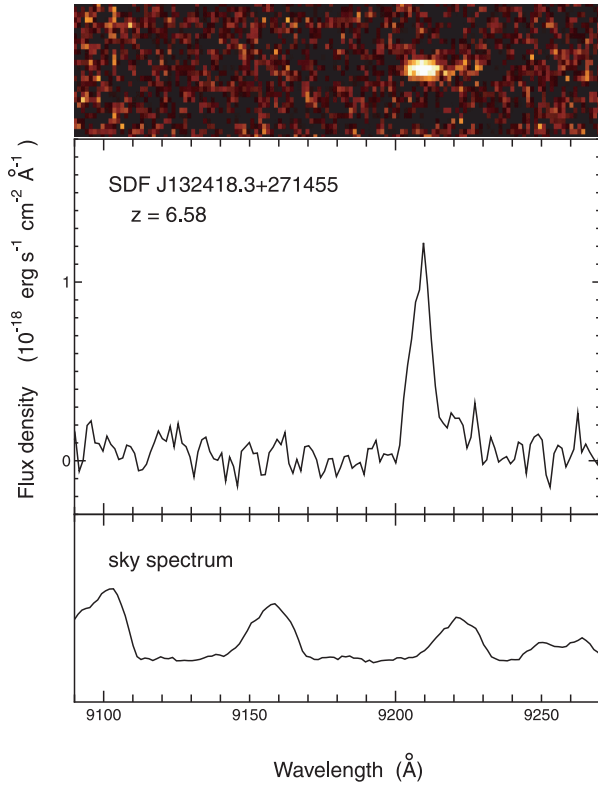 SDF J132418.3+271455
z = 6.58
Flux density (10⁻¹⁸ erg s⁻¹ cm⁻² Å⁻¹)
1
0
sky spectrum
9100 9150 9200 9250
Wavelength (Å)